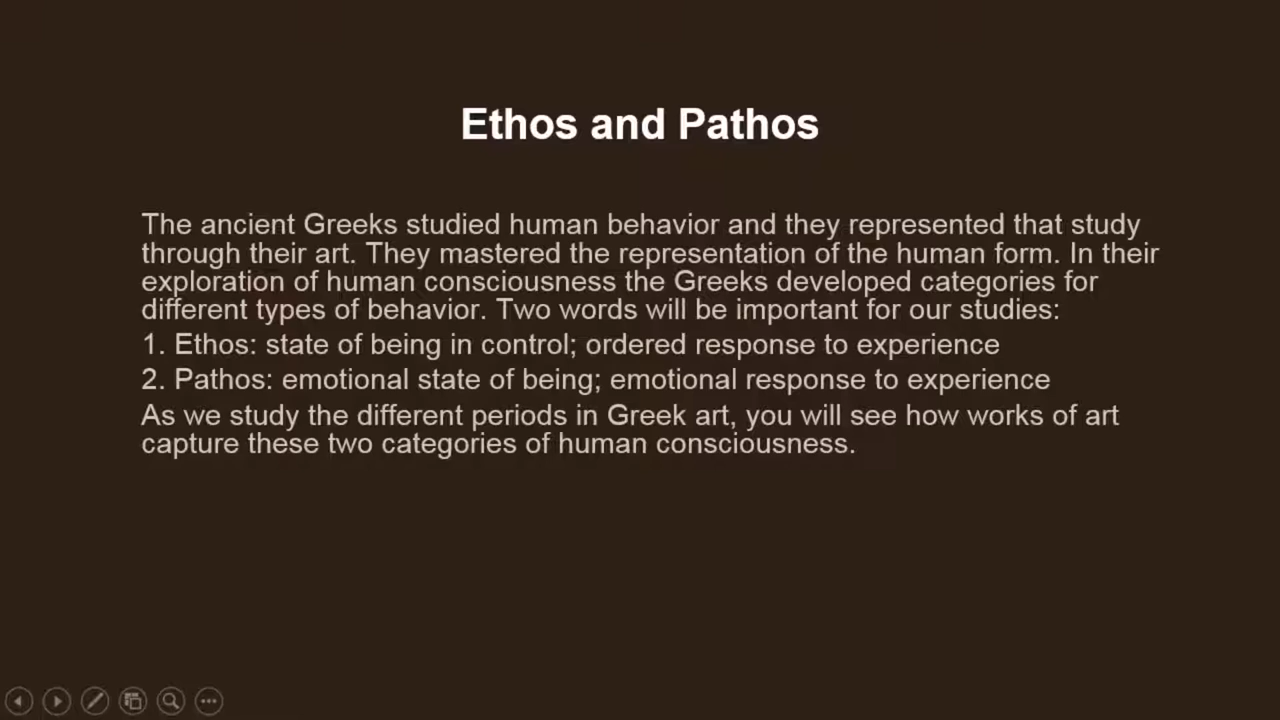 Ethos and Pathos
The ancient Greeks studied human behavior and they represented that study
through their art. They mastered the representation of the human form. In their
exploration of human consciousness the Greeks developed categories for
different types of behavior. Two words will be important for our studies:
1. Ethos: state of being in control; ordered response to experience
2. Pathos: emotional state of being; emotional response to experience
As we study the different periods in Greek art, you will see how works of art
capture these two categories of human consciousness.